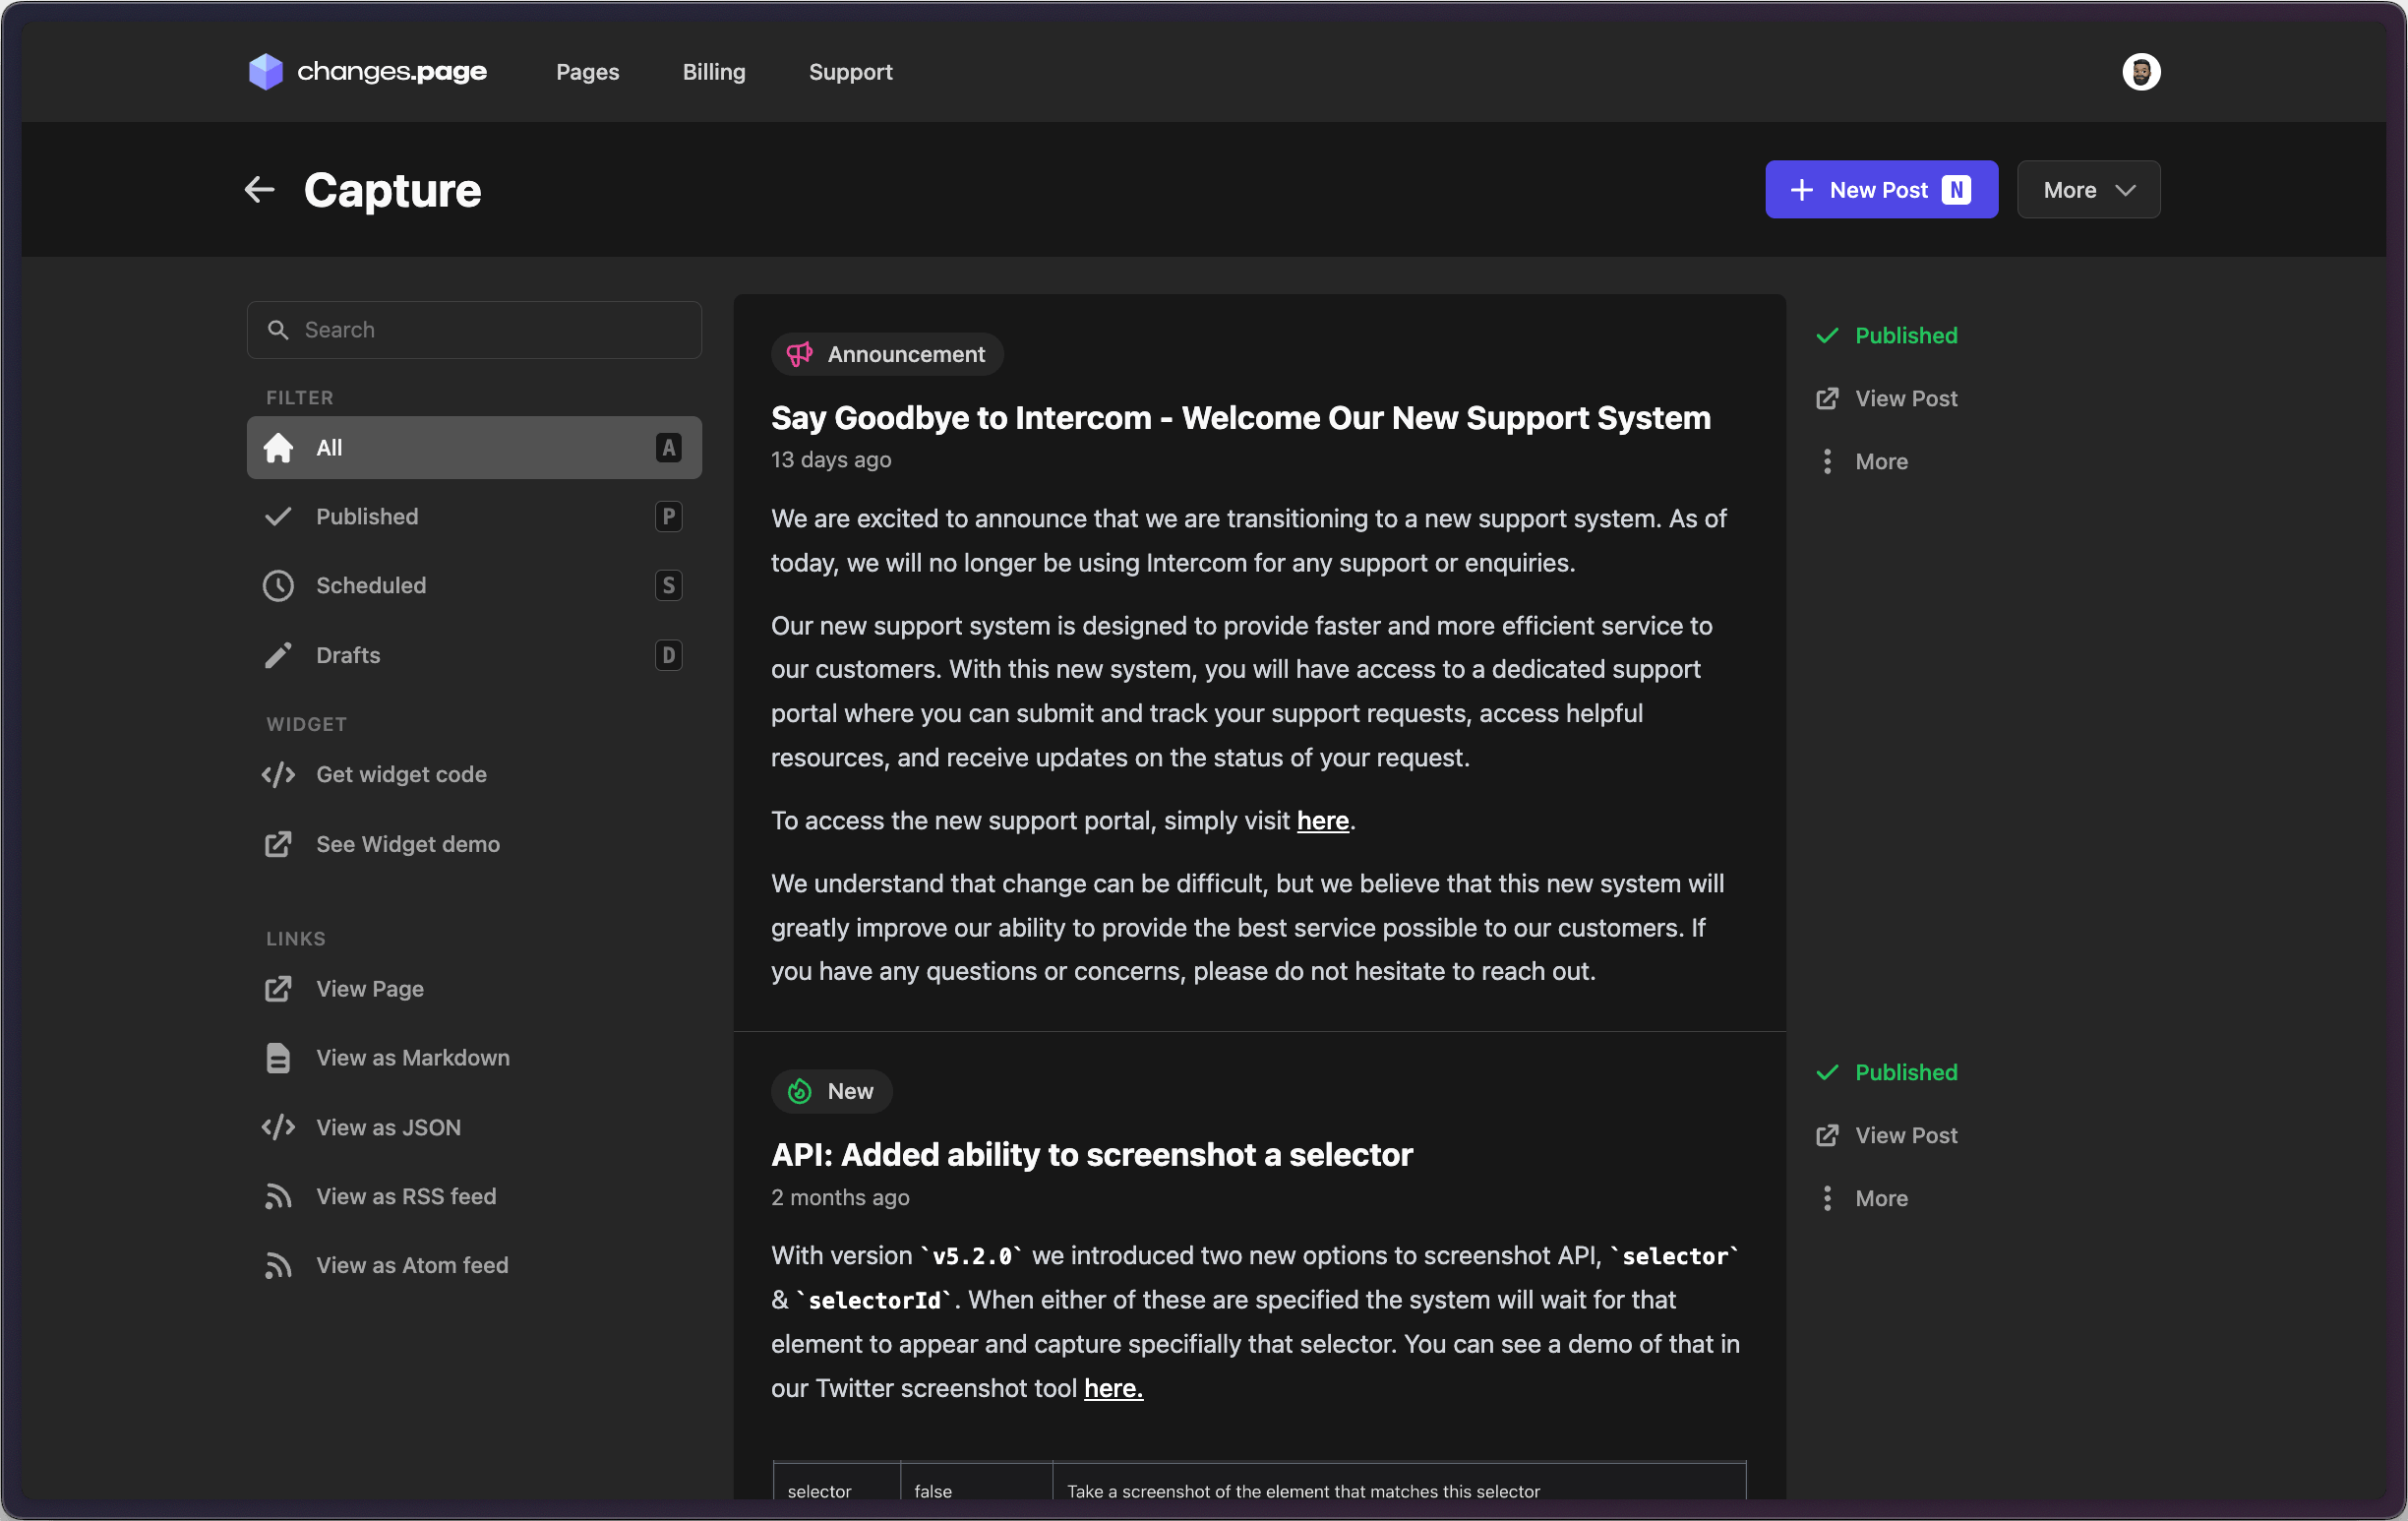 changes.page
Pages
Billing
Support
Capture
New Post N
More
Search
FILTER
All A
Published P
Scheduled S
Drafts D
WIDGET
Get widget code
See Widget demo
LINKS
View Page
View as Markdown
View as JSON
View as RSS feed
View as Atom feed
Announcement
Say Goodbye to Intercom - Welcome Our New Support System
13 days ago
We are excited to announce that we are transitioning to a new support system. As of
today, we will no longer be using Intercom for any support or enquiries.
Our new support system is designed to provide faster and more efficient service to
our customers. With this new system, you will have access to a dedicated support
portal where you can submit and track your support requests, access helpful
resources, and receive updates on the status of your request.
To access the new support portal, simply visit here.
We understand that change can be difficult, but we believe that this new system will
greatly improve our ability to provide the best service possible to our customers. If
you have any questions or concerns, please do not hesitate to reach out.
Published
View Post
More
New
API: Added ability to screenshot a selector
2 months ago
With version `v5.2.0` we introduced two new options to screenshot API, `selector`
& `selectorId`. When either of these are specified the system will wait for that
element to appear and capture specifially that selector. You can see a demo of that in
our Twitter screenshot tool here.
selector false Take a screenshot of the element that matches this selector
Published
View Post
More